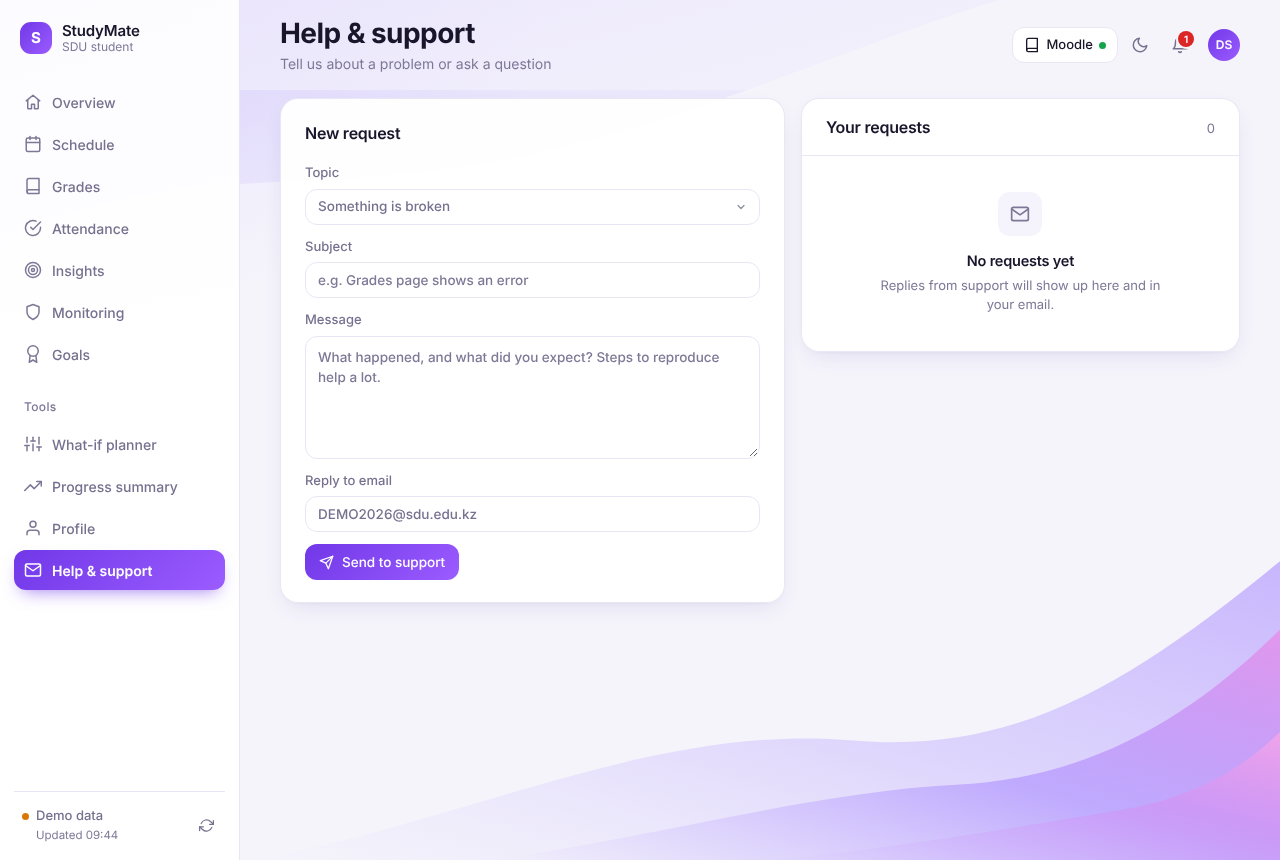 S
StudyMate
SDU student
Overview
Schedule
Grades
Attendance
Insights
Monitoring
Goals
Tools
What-if planner
Progress summary
Profile
Help & support
Demo data
Updated 09:44
Help & support
Tell us about a problem or ask a question
Moodle
1
DS
New request
Topic
Something is broken
Subject
e.g. Grades page shows an error
Message
What happened, and what did you expect? Steps to reproduce
help a lot.
Reply to email
DEMO2026@sdu.edu.kz
Send to support
Your requests
0
No requests yet
Replies from support will show up here and in
your email.